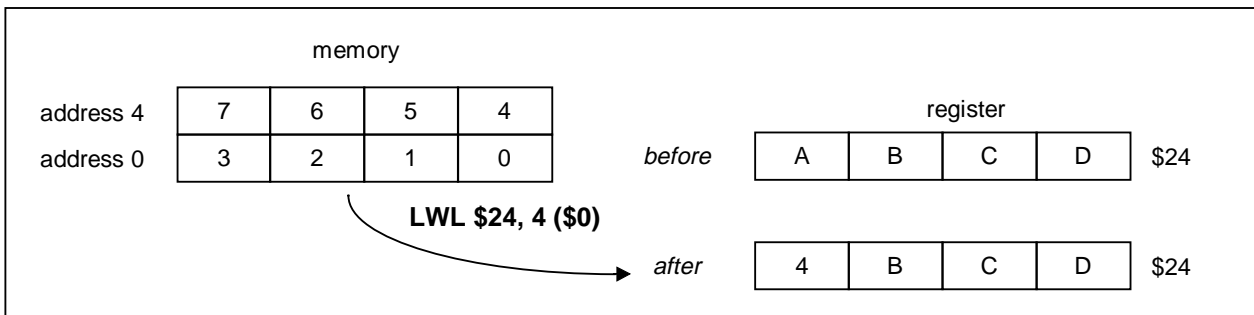 memory
address 4 7 6 5 4
register
address 0 3 2 1 0
before A B C D $24
LWL $24, 4 ($0)
after 4 B C D $24